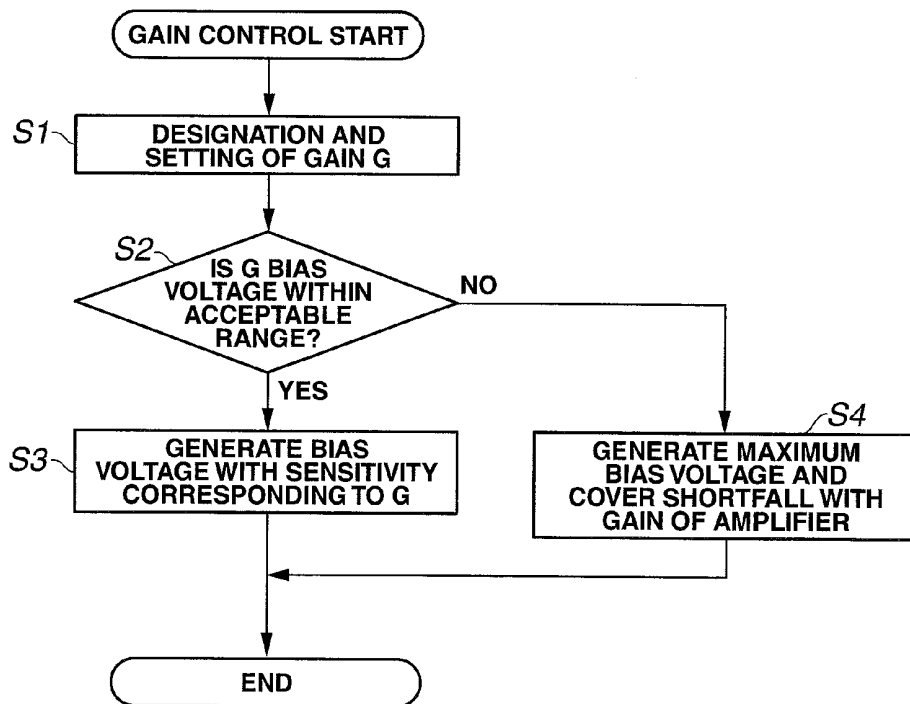 GAIN CONTROL START
S1
DESIGNATION AND
SETTING OF GAIN G
S2
IS G BIAS
VOLTAGE WITHIN
ACCEPTABLE
RANGE?
NO
YES
S3
GENERATE BIAS
VOLTAGE WITH SENSITIVITY
CORRESPONDING TO G
S4
GENERATE MAXIMUM
BIAS VOLTAGE AND
COVER SHORTFALL WITH
GAIN OF AMPLIFIER
END